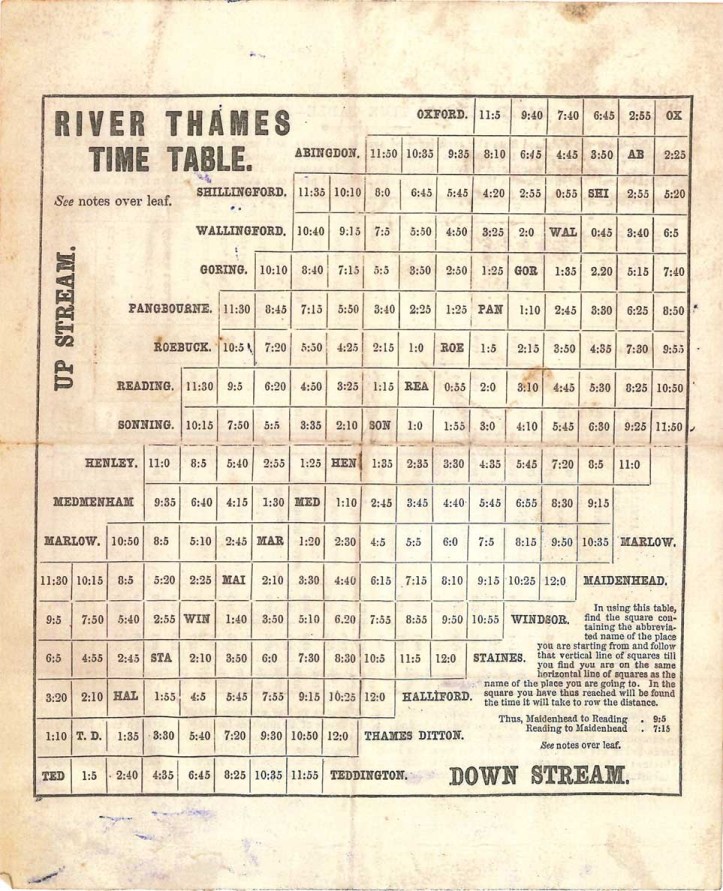 RIVER THAMES
TIME TABLE.
See notes over leaf.
UP STREAM.
OXFORD. 11:5 9:40 7:40 6:45 2:55 OX
ABINGDON. 11:50 10:35 9:35 8:10 6:45 4:45 3:50 AB 2:25
SHILLINGFORD. 11:35 10:10 8:0 6:45 5:45 4:20 2:55 0:55 SHI 2:55 5:20
WALLINGFORD. 10:40 9:15 7:5 5:50 4:50 3:25 2:0 WAL 0:45 3:40 6:5
GORING. 10:10 8:40 7:15 5:5 3:50 2:50 1:25 GOR 1:35 2.20 5:15 7:40
PANGBOURNE. 11:30 8:45 7:15 5:50 3:40 2:25 1:25 PAN 1:10 2:45 3:30 6:25 8:50
ROEBUCK. 10:5 7:20 5:50 4:25 2:15 1:0 ROE 1:5 2:15 3:50 4:35 7:30 9:55
READING. 11:30 9:5 6:20 4:50 3:25 1:15 REA 0:55 2:0 3:10 4:45 5:30 8:25 10:50
SONNING. 10:15 7:50 5:5 3:35 2:10 SON 1:0 1:55 3:0 4:10 5:45 6:30 9:25 11:50
HENLEY. 11:0 8:5 5:40 2:55 1:25 HEN 1:35 2:35 3:30 4:35 5:45 7:20 8:5 11:0
MEDMENHAM 9:35 6:40 4:15 1:30 MED 1:10 2:45 3:45 4:40 5:45 6:55 8:30 9:15
MARLOW. 10:50 8:5 5:10 2:45 MAR 1:20 2:30 4:5 5:5 6:0 7:5 8:15 9:50 10:35 MARLOW.
11:30 10:15 8:5 5:20 2:25 MAI 2:10 3:30 4:40 6:15 7:15 8:10 9:15 10:25 12:0 MAIDENHEAD.
9:5 7:50 5:40 2:55 WIN 1:40 3:50 5:10 6.20 7:55 8:55 9:50 10:55 WINDSOR.
6:5 4:55 2:45 STA 2:10 3:50 6:0 7:30 8:30 10:5 11:5 12:0 STAINES.
3:20 2:10 HAL 1:55 4:5 5:45 7:55 9:15 10:25 12:0 HALLIFORD.
1:10 T. D. 1:35 3:30 5:40 7:20 9:30 10:50 12:0 THAMES DITTON.
TED 1:5 2:40 4:35 6:45 8:25 10:35 11:55 TEDDINGTON.
In using this table,
find the square con-
taining the abbrevia-
ted name of the place
you are starting from and follow
that vertical line of squares till
you find you are on the same
horizontal line of squares as the
name of the place you are going to. In the
square you have thus reached will be found
the time it will take to row the distance.
Thus, Maidenhead to Reading . 9:5
Reading to Maidenhead . 7:15
See notes over leaf.
DOWN STREAM.